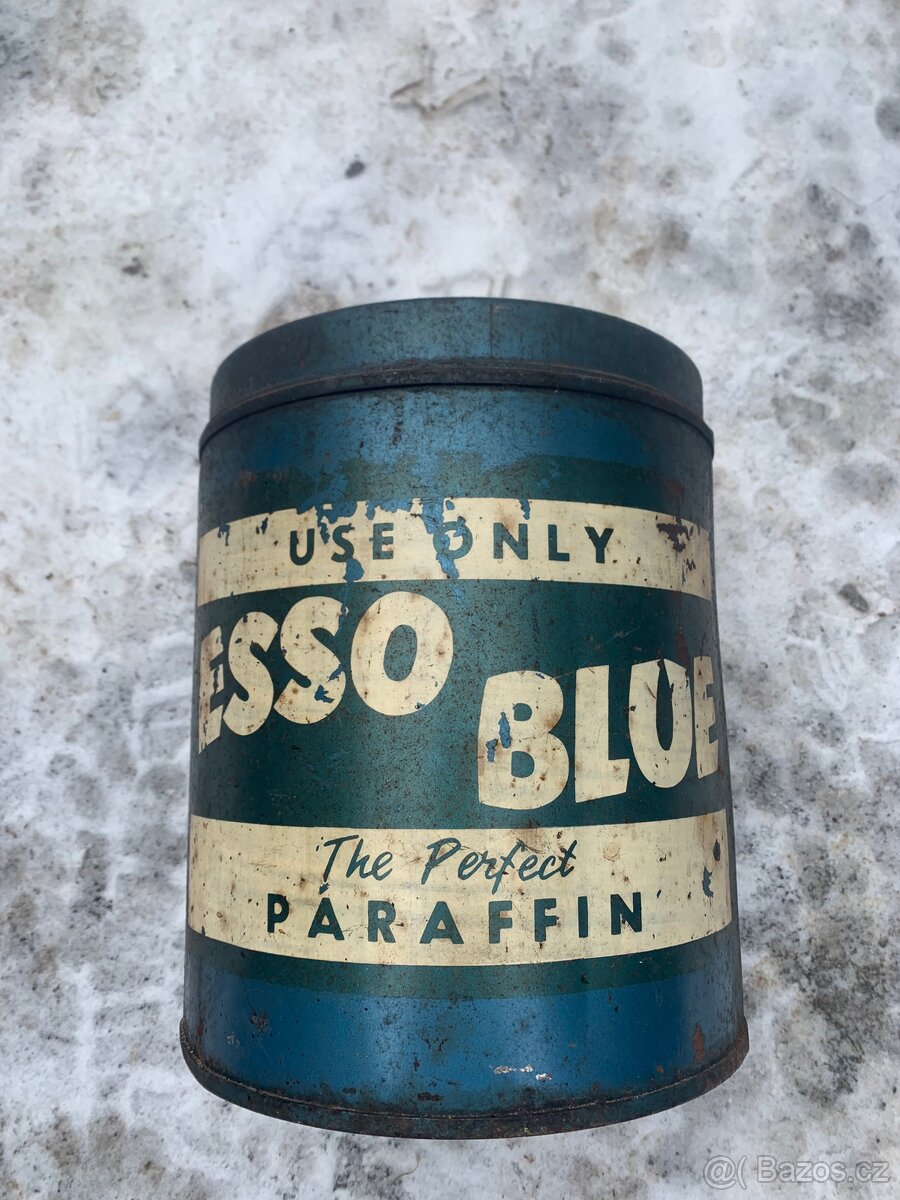 USE ONLY
ESSO BLUE
The Perfect
PARAFFIN
@( Bazos.cz